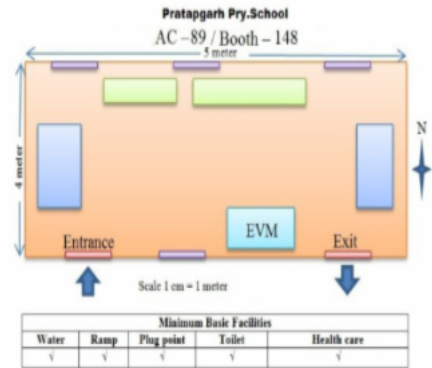 Pratapgarh Pry.School
AC –89 / Booth – 148
5 meter
4 meter
N
EVM
Entrance
Exit
Scale 1 cm = 1 meter
Minimum Basic Facilities
Water Ramp Plug point Toilet Health care
√ √ √ √ √